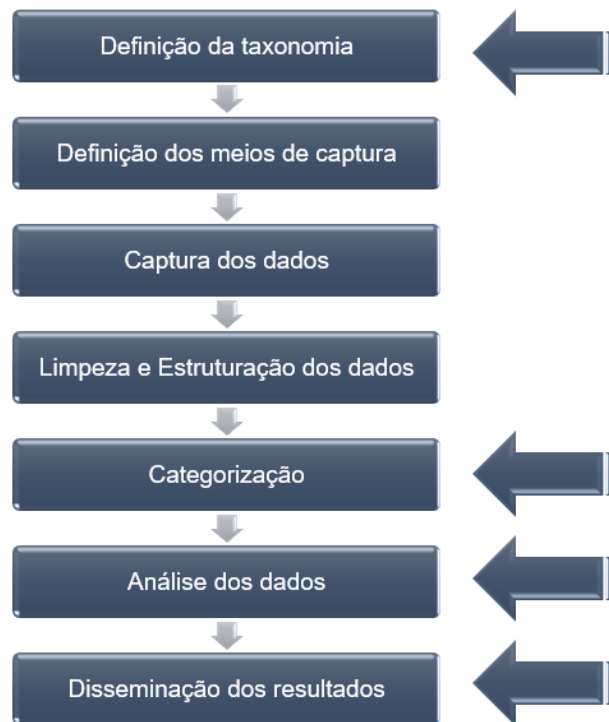 Definição da taxonomia
Definição dos meios de captura
Captura dos dados
Limpeza e Estruturação dos dados
Categorização
Análise dos dados
Disseminação dos resultados